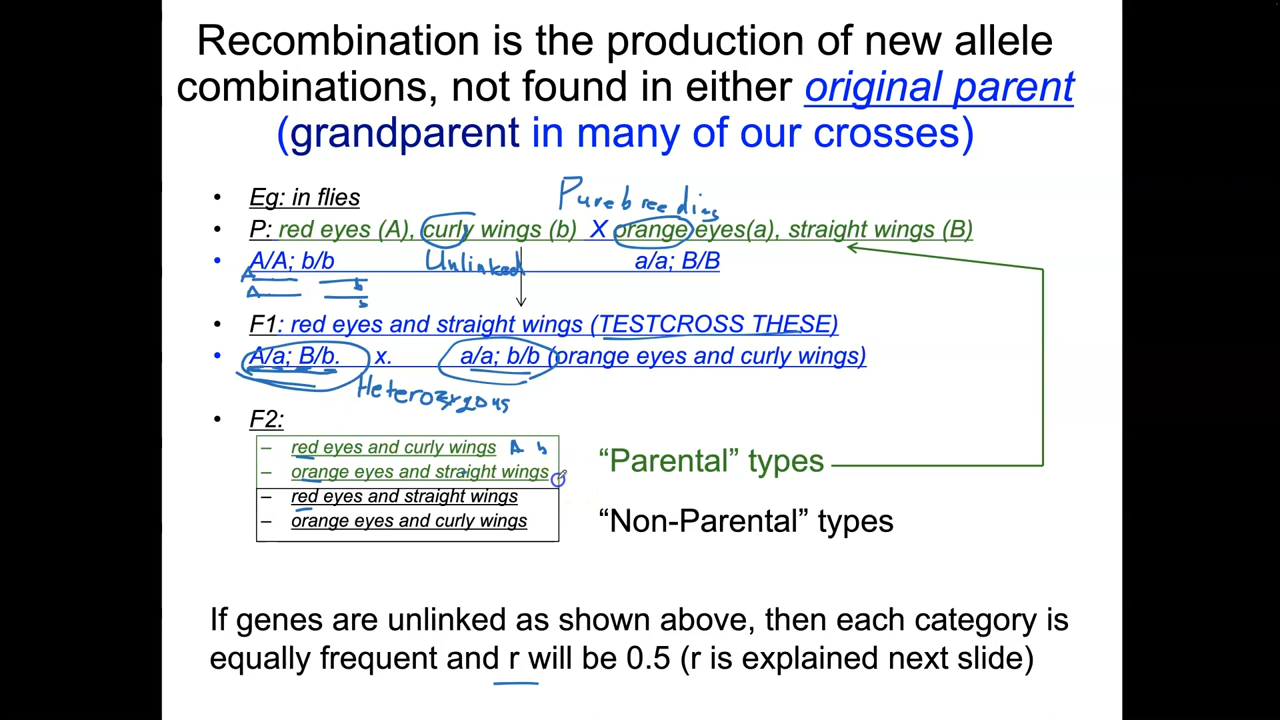 Recombination is the production of new allele
combinations, not found in either original parent
(grandparent in many of our crosses)
• Eg: in flies
Purebreeding
• P: red eyes (A), curly wings (b) X orange eyes(a), straight wings (B)
• A/A; b/b Unlinked a/a; B/B
A b
A b
• F1: red eyes and straight wings (TESTCROSS THESE)
• A/a; B/b. x. a/a; b/b (orange eyes and curly wings)
Heterozygous
• F2:
– red eyes and curly wings A b
– orange eyes and straight wings
"Parental" types
– red eyes and straight wings
– orange eyes and curly wings
"Non-Parental" types
If genes are unlinked as shown above, then each category is
equally frequent and r will be 0.5 (r is explained next slide)